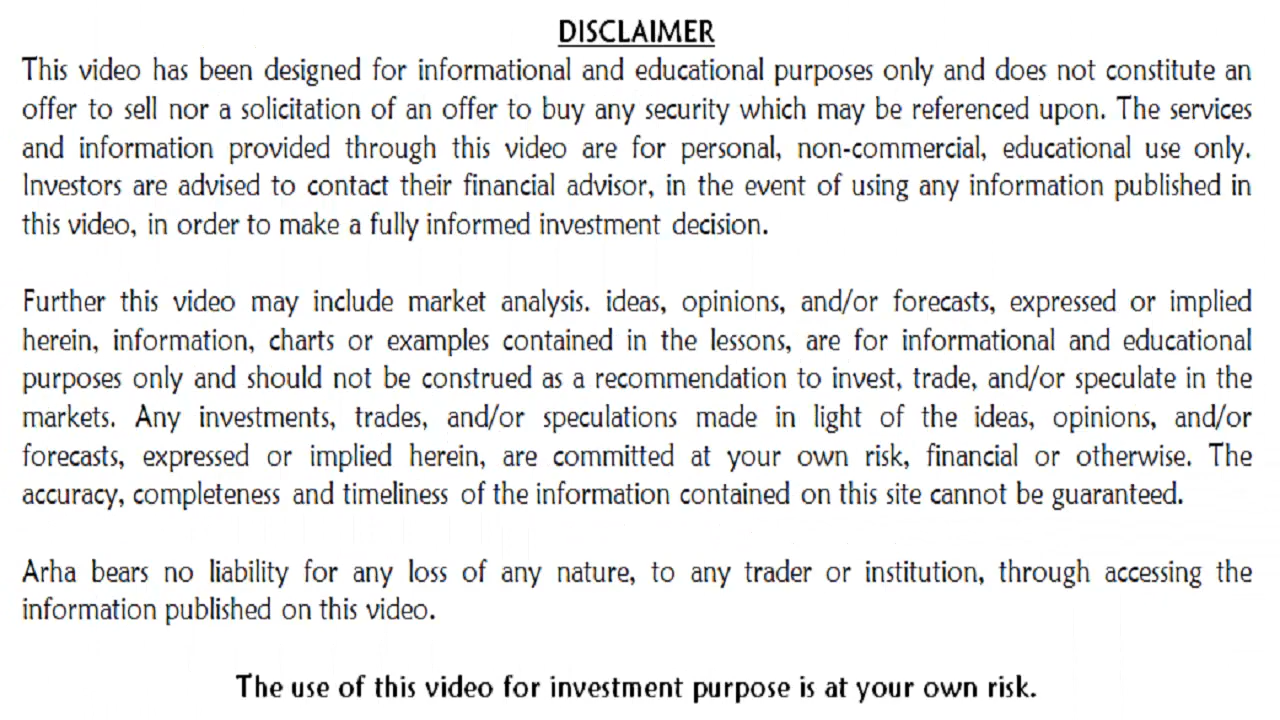 DISCLAIMER
This video has been designed for informational and educational purposes only and does not constitute an
offer to sell nor a solicitation of an offer to buy any security which may be referenced upon. The services
and information provided through this video are for personal, non-commercial, educational use only.
Investors are advised to contact their financial advisor, in the event of using any information published in
this video, in order to make a fully informed investment decision.
Further this video may include market analysis. ideas, opinions, and/or forecasts, expressed or implied
herein, information, charts or examples contained in the lessons, are for informational and educational
purposes only and should not be construed as a recommendation to invest, trade, and/or speculate in the
markets. Any investments, trades, and/or speculations made in light of the ideas, opinions, and/or
forecasts, expressed or implied herein, are committed at your own risk, financial or otherwise. The
accuracy, completeness and timeliness of the information contained on this site cannot be guaranteed.
Arha bears no liability for any loss of any nature, to any trader or institution, through accessing the
information published on this video.
The use of this video for investment purpose is at your own risk.